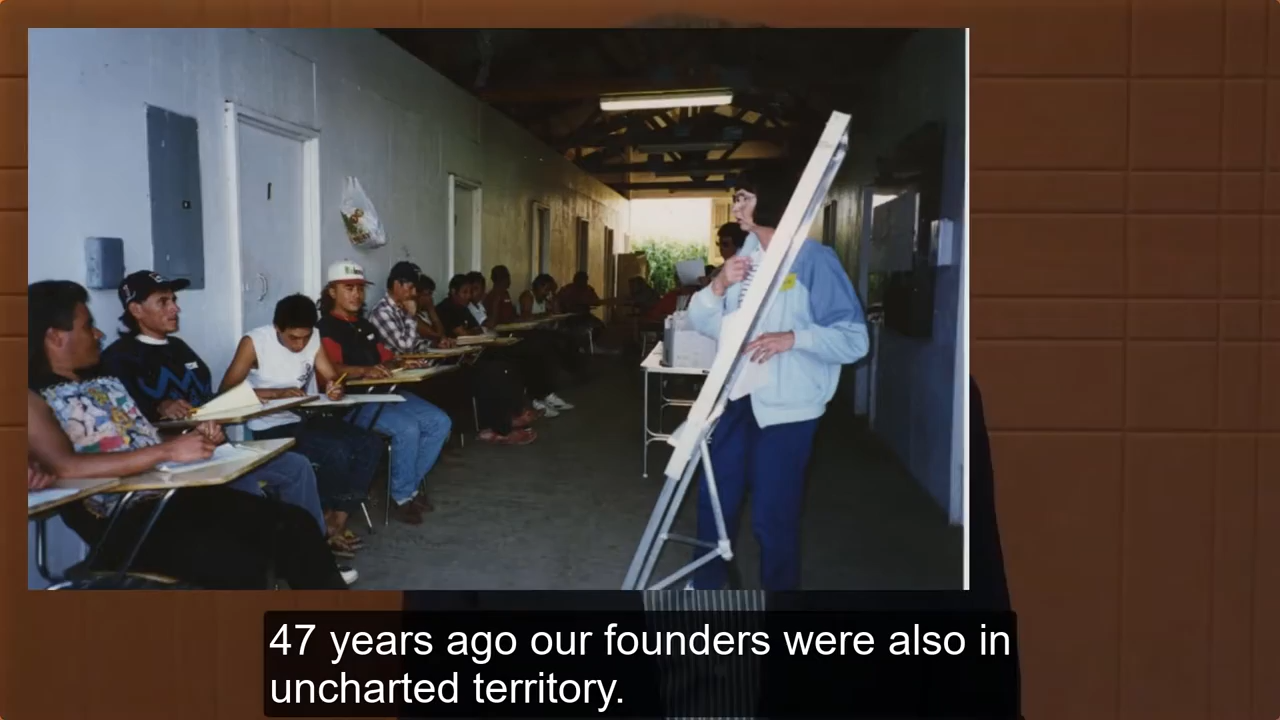 47 years ago our founders were also in
uncharted territory.